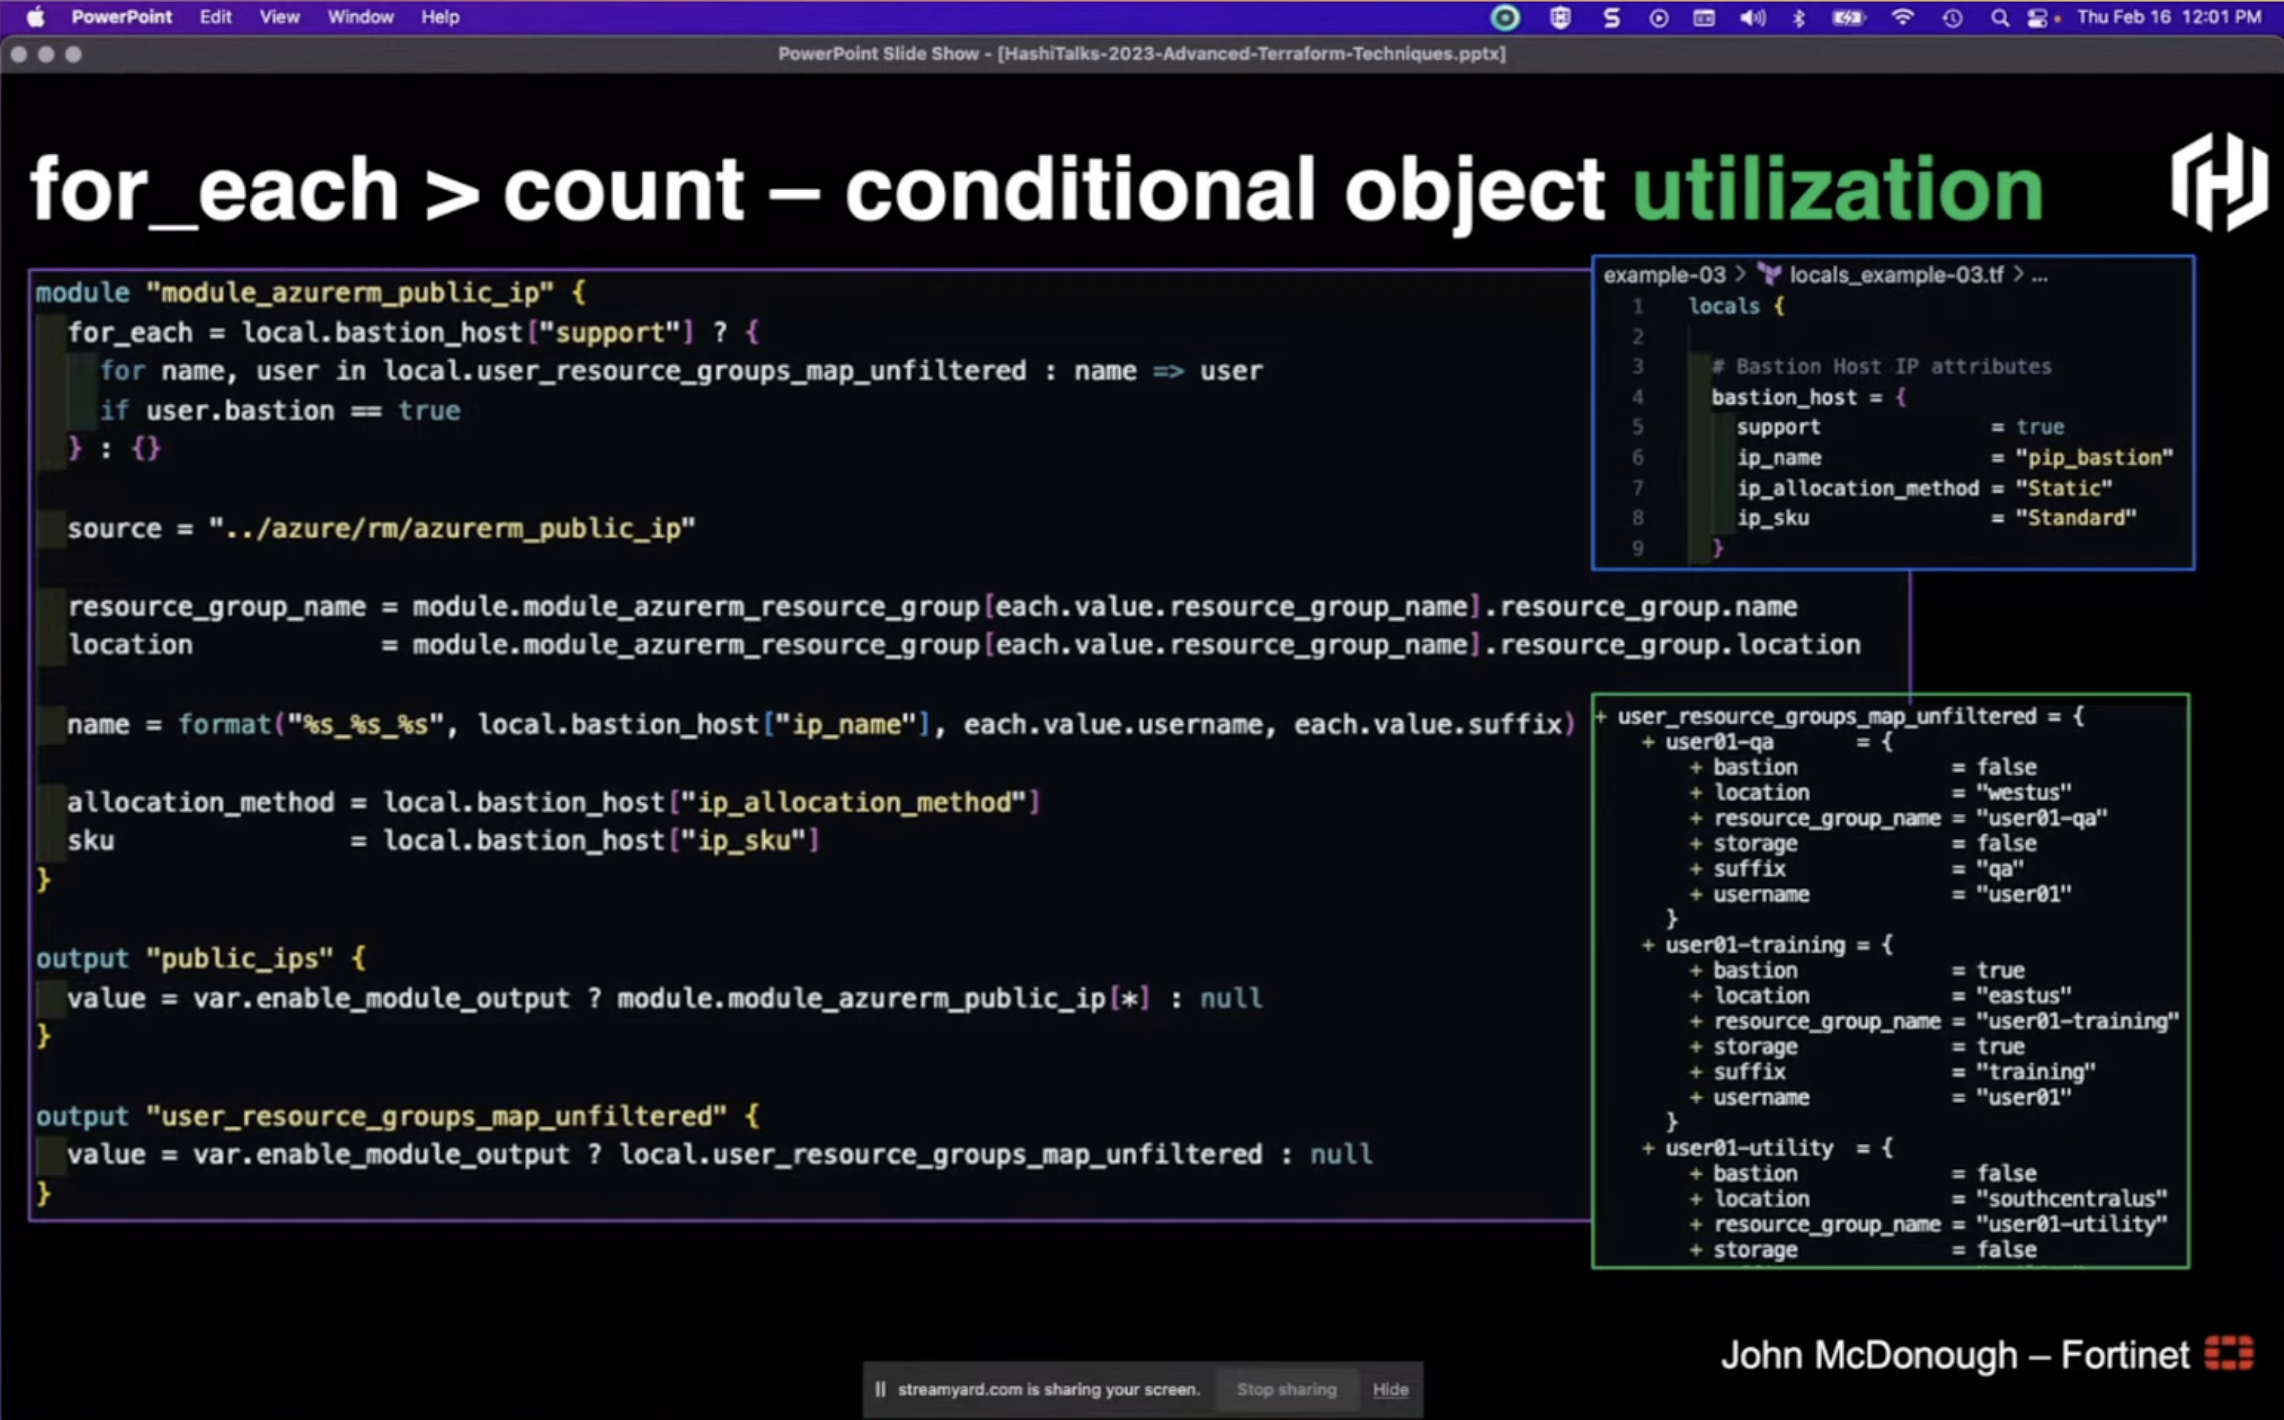 PowerPoint Edit View Window Help
Thu Feb 16 12:01 PM
PowerPoint Slide Show - [HashiTalks-2023-Advanced-Terraform-Techniques.pptx]
for_each > count – conditional object utilization
module "module_azurerm_public_ip" {
for_each = local.bastion_host["support"] ? {
for name, user in local.user_resource_groups_map_unfiltered : name => user
if user.bastion == true
} : {}
source = "../azure/rm/azurerm_public_ip"
resource_group_name = module.module_azurerm_resource_group[each.value.resource_group_name].resource_group.name
location = module.module_azurerm_resource_group[each.value.resource_group_name].resource_group.location
name = format("%s_%s_%s", local.bastion_host["ip_name"], each.value.username, each.value.suffix)
allocation_method = local.bastion_host["ip_allocation_method"]
sku = local.bastion_host["ip_sku"]
}
output "public_ips" {
value = var.enable_module_output ? module.module_azurerm_public_ip[*] : null
}
output "user_resource_groups_map_unfiltered" {
value = var.enable_module_output ? local.user_resource_groups_map_unfiltered : null
}
example-03 > locals_example-03.tf > ...
1 locals {
2
3 # Bastion Host IP attributes
4 bastion_host = {
5 support = true
6 ip_name = "pip_bastion"
7 ip_allocation_method = "Static"
8 ip_sku = "Standard"
9 }
+ user_resource_groups_map_unfiltered = {
+ user01-qa = {
+ bastion = false
+ location = "westus"
+ resource_group_name = "user01-qa"
+ storage = false
+ suffix = "qa"
+ username = "user01"
}
+ user01-training = {
+ bastion = true
+ location = "eastus"
+ resource_group_name = "user01-training"
+ storage = true
+ suffix = "training"
+ username = "user01"
}
+ user01-utility = {
+ bastion = false
+ location = "southcentralus"
+ resource_group_name = "user01-utility"
+ storage = false
John McDonough – Fortinet
streamyard.com is sharing your screen. Stop sharing Hide